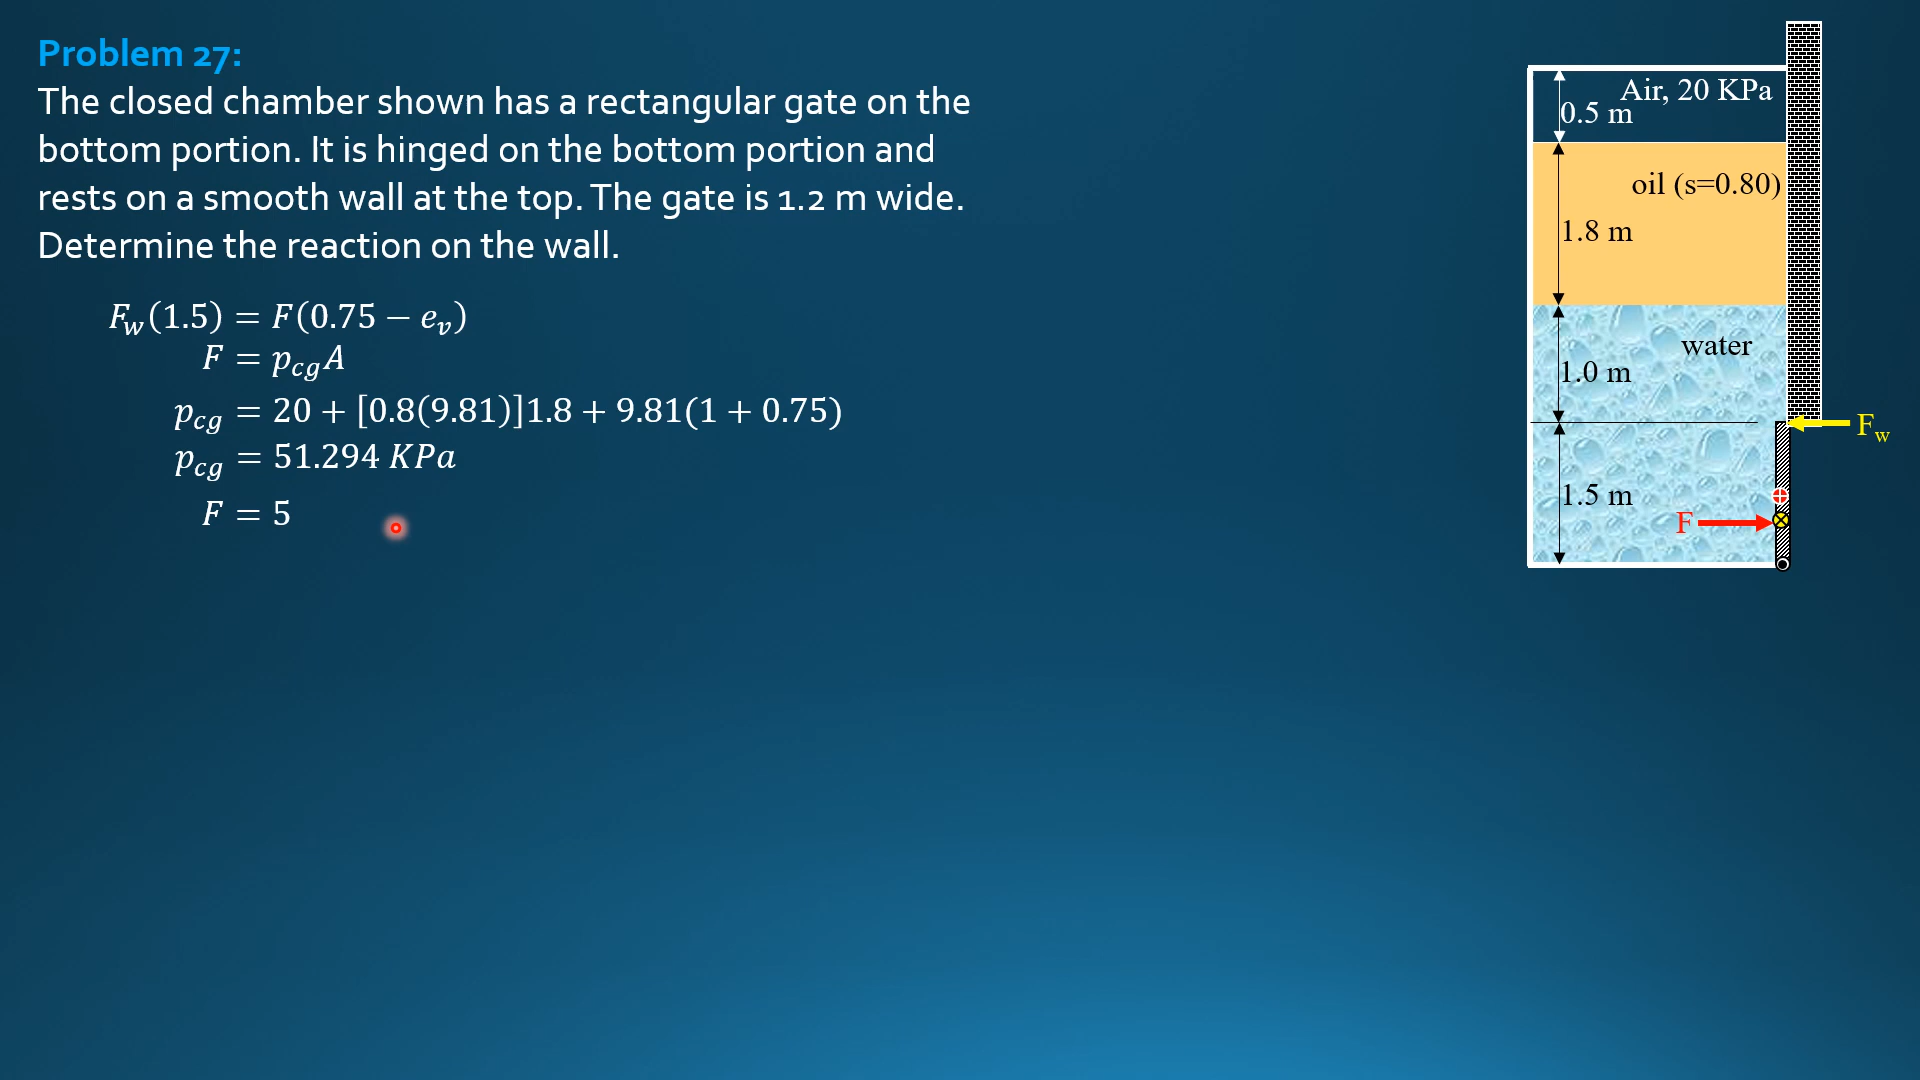 Problem 27:
The closed chamber shown has a rectangular gate on the
bottom portion. It is hinged on the bottom portion and
rests on a smooth wall at the top. The gate is 1.2 m wide.
Determine the reaction on the wall.
F_w(1.5) = F(0.75 − e_v)
F = p_cg A
p_cg = 20 + [0.8(9.81)]1.8 + 9.81(1 + 0.75)
p_cg = 51.294 KPa
F = 5
Air, 20 KPa
0.5 m
oil (s=0.80)
1.8 m
water
1.0 m
F_w
1.5 m
F